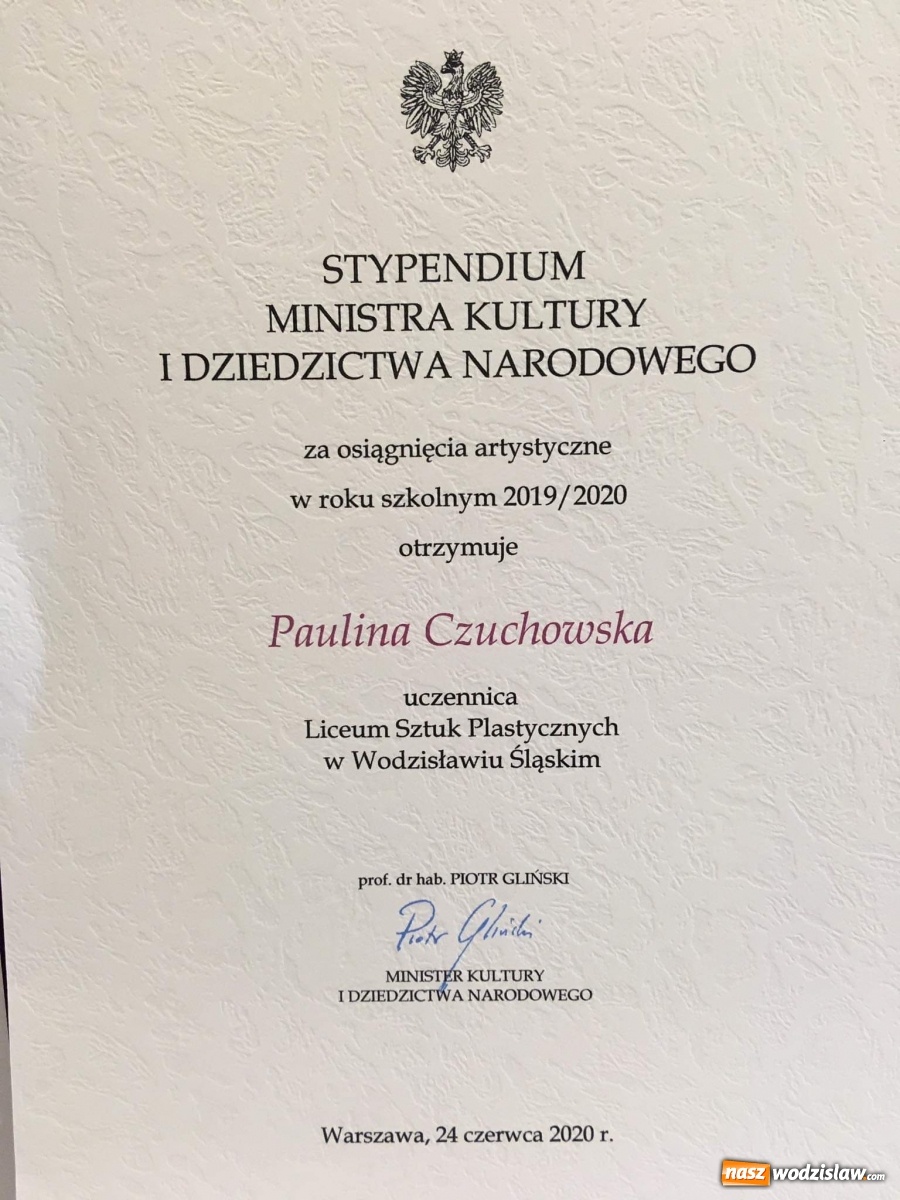 STYPENDIUM
MINISTRA KULTURY
I DZIEDZICTWA NARODOWEGO
za osiągnięcia artystyczne
w roku szkolnym 2019/2020
otrzymuje
Paulina Czuchowska
uczennica
Liceum Sztuk Plastycznych
w Wodzisławiu Śląskim
prof. dr hab. PIOTR GLIŃSKI
Piotr Gliński
MINISTER KULTURY
I DZIEDZICTWA NARODOWEGO
Warszawa, 24 czerwca 2020 r.
nasz wodzislaw.com